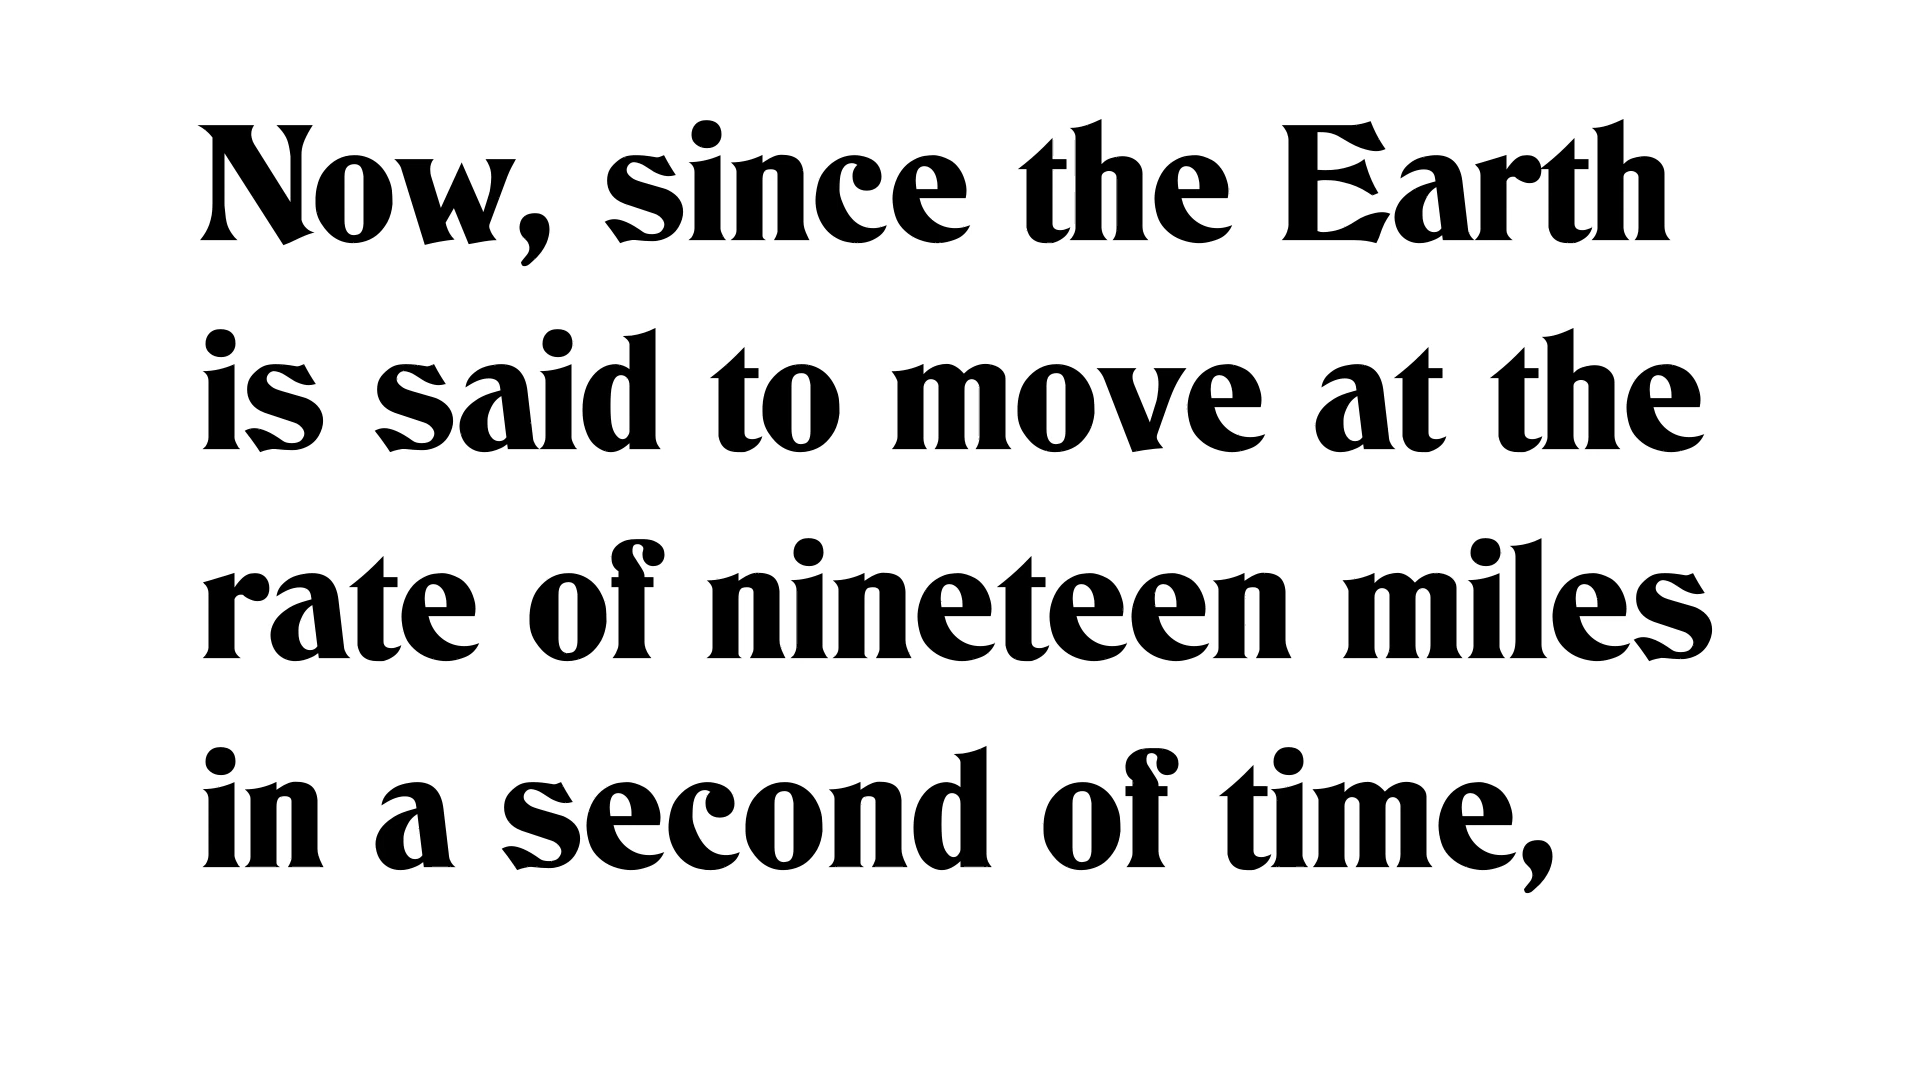 Now, since the Earth
is said to move at the
rate of nineteen miles
in a second of time,